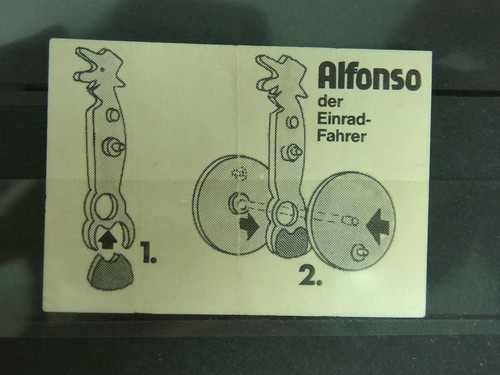 Alfonso
der
Einrad-
Fahrer
1.
2.